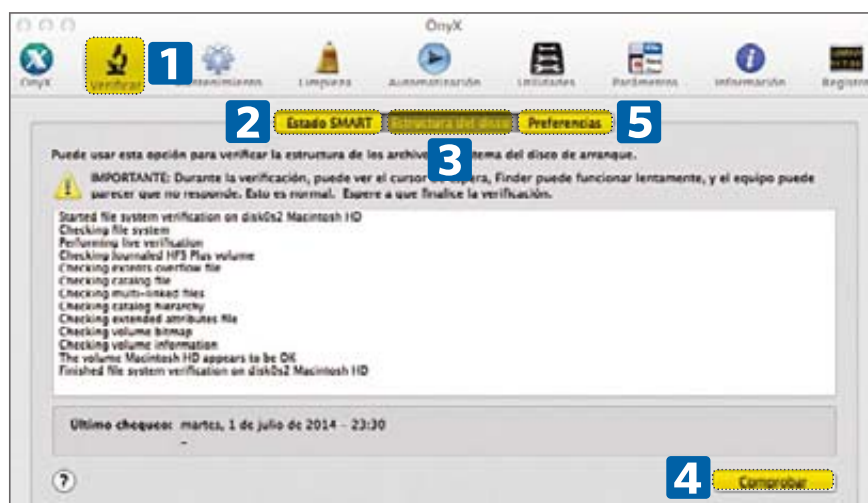 OnyX
OnyX
Verificar
1
Mantenimiento
Limpieza
Automatización
Utilidades
Parámetros
Información
Registro
2
Estado SMART
Estructura del disco
Preferencias
5
3
Puede usar esta opción para verificar la estructura de los archivos tema del disco de arranque.
IMPORTANTE: Durante la verificación, puede ver el cursor pera, Finder puede funcionar lentamente, y el equipo puede
parecer que no responde. Esto es normal. Espere a que finalice la verificación.
Started file system verification on disk0s2 Macintosh HD
Checking file system
Performing live verification
Checking Journaled HFS Plus volume
Checking extents overflow file
Checking catalog file
Checking multi-linked files
Checking catalog hierarchy
Checking extended attributes file
Checking volume bitmap
Checking volume information
The volume Macintosh HD appears to be OK
Finished file system verification on disk0s2 Macintosh HD
Último chequeo: martes, 1 de julio de 2014 - 23:30
–
?
4
Comprobar